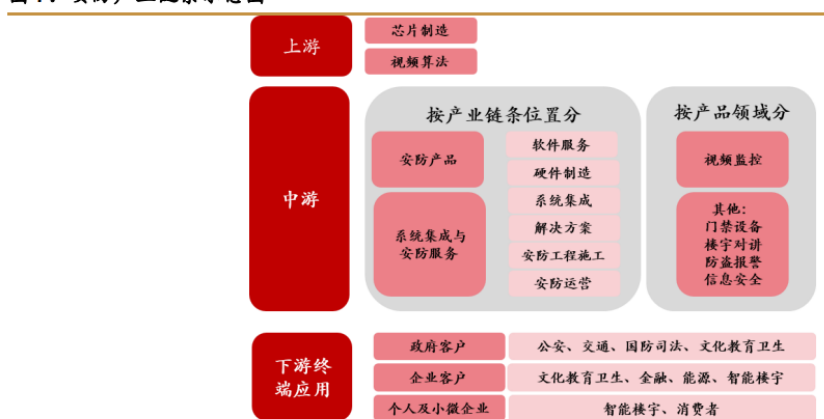 上游
芯片制造
视频算法
中游
按产业链条位置分
安防产品
软件服务
硬件制造
系统集成与
安防服务
系统集成
解决方案
安防工程施工
安防运营
按产品领域分
视频监控
其他:
门禁设备
楼宇对讲
防盗报警
信息安全
下游终
端应用
政府客户
公安、交通、国防司法、文化教育卫生
企业客户
文化教育卫生、金融、能源、智能楼宇
个人及小微企业
智能楼宇、消费者